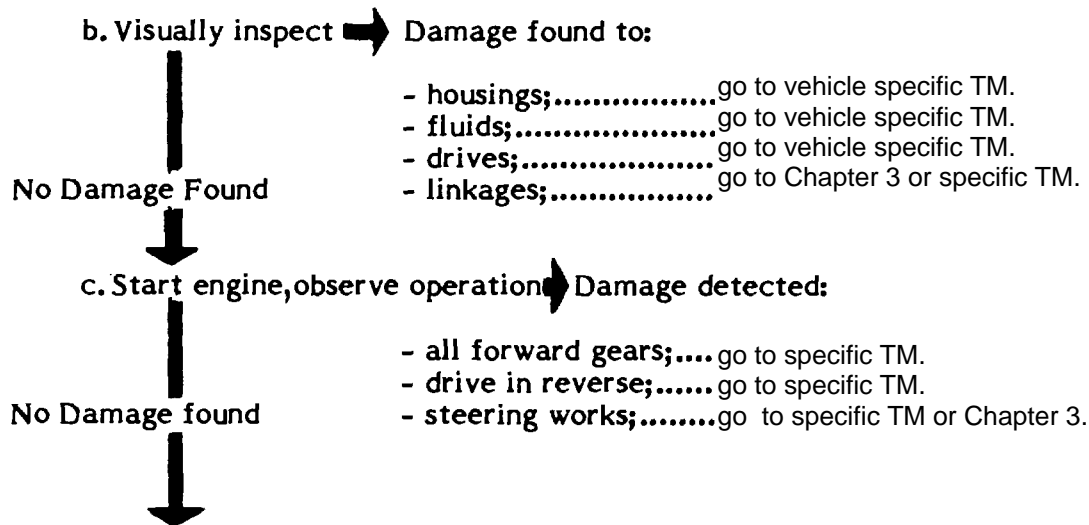 b. Visually inspect Damage found to:
- housings;................. go to vehicle specific TM.
- fluids;..................... go to vehicle specific TM.
- drives;.................... go to vehicle specific TM.
No Damage Found
- linkages;................. go to Chapter 3 or specific TM.
c. Start engine,observe operation Damage detected:
- all forward gears;.... go to specific TM.
- drive in reverse;...... go to specific TM.
No Damage found
- steering works;........ go to specific TM or Chapter 3.